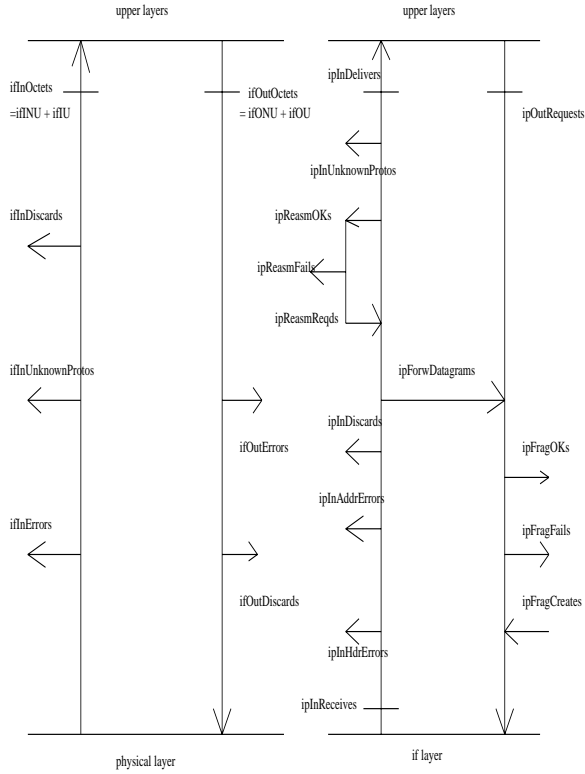 upper layers
upper layers
ifInOctets
=ifINU + ifIU
ifOutOctets
= ifONU + ifOU
ifInDiscards
ifInUnknownProtos
ifOutErrors
ifInErrors
ifOutDiscards
physical layer
ipInDelivers
ipOutRequests
ipInUnknownProtos
ipReasmOKs
ipReasmFails
ipReasmReqds
ipForwDatagrams
ipInDiscards
ipFragOKs
ipInAddrErrors
ipFragFails
ipFragCreates
ipInHdrErrors
ipInReceives
if layer